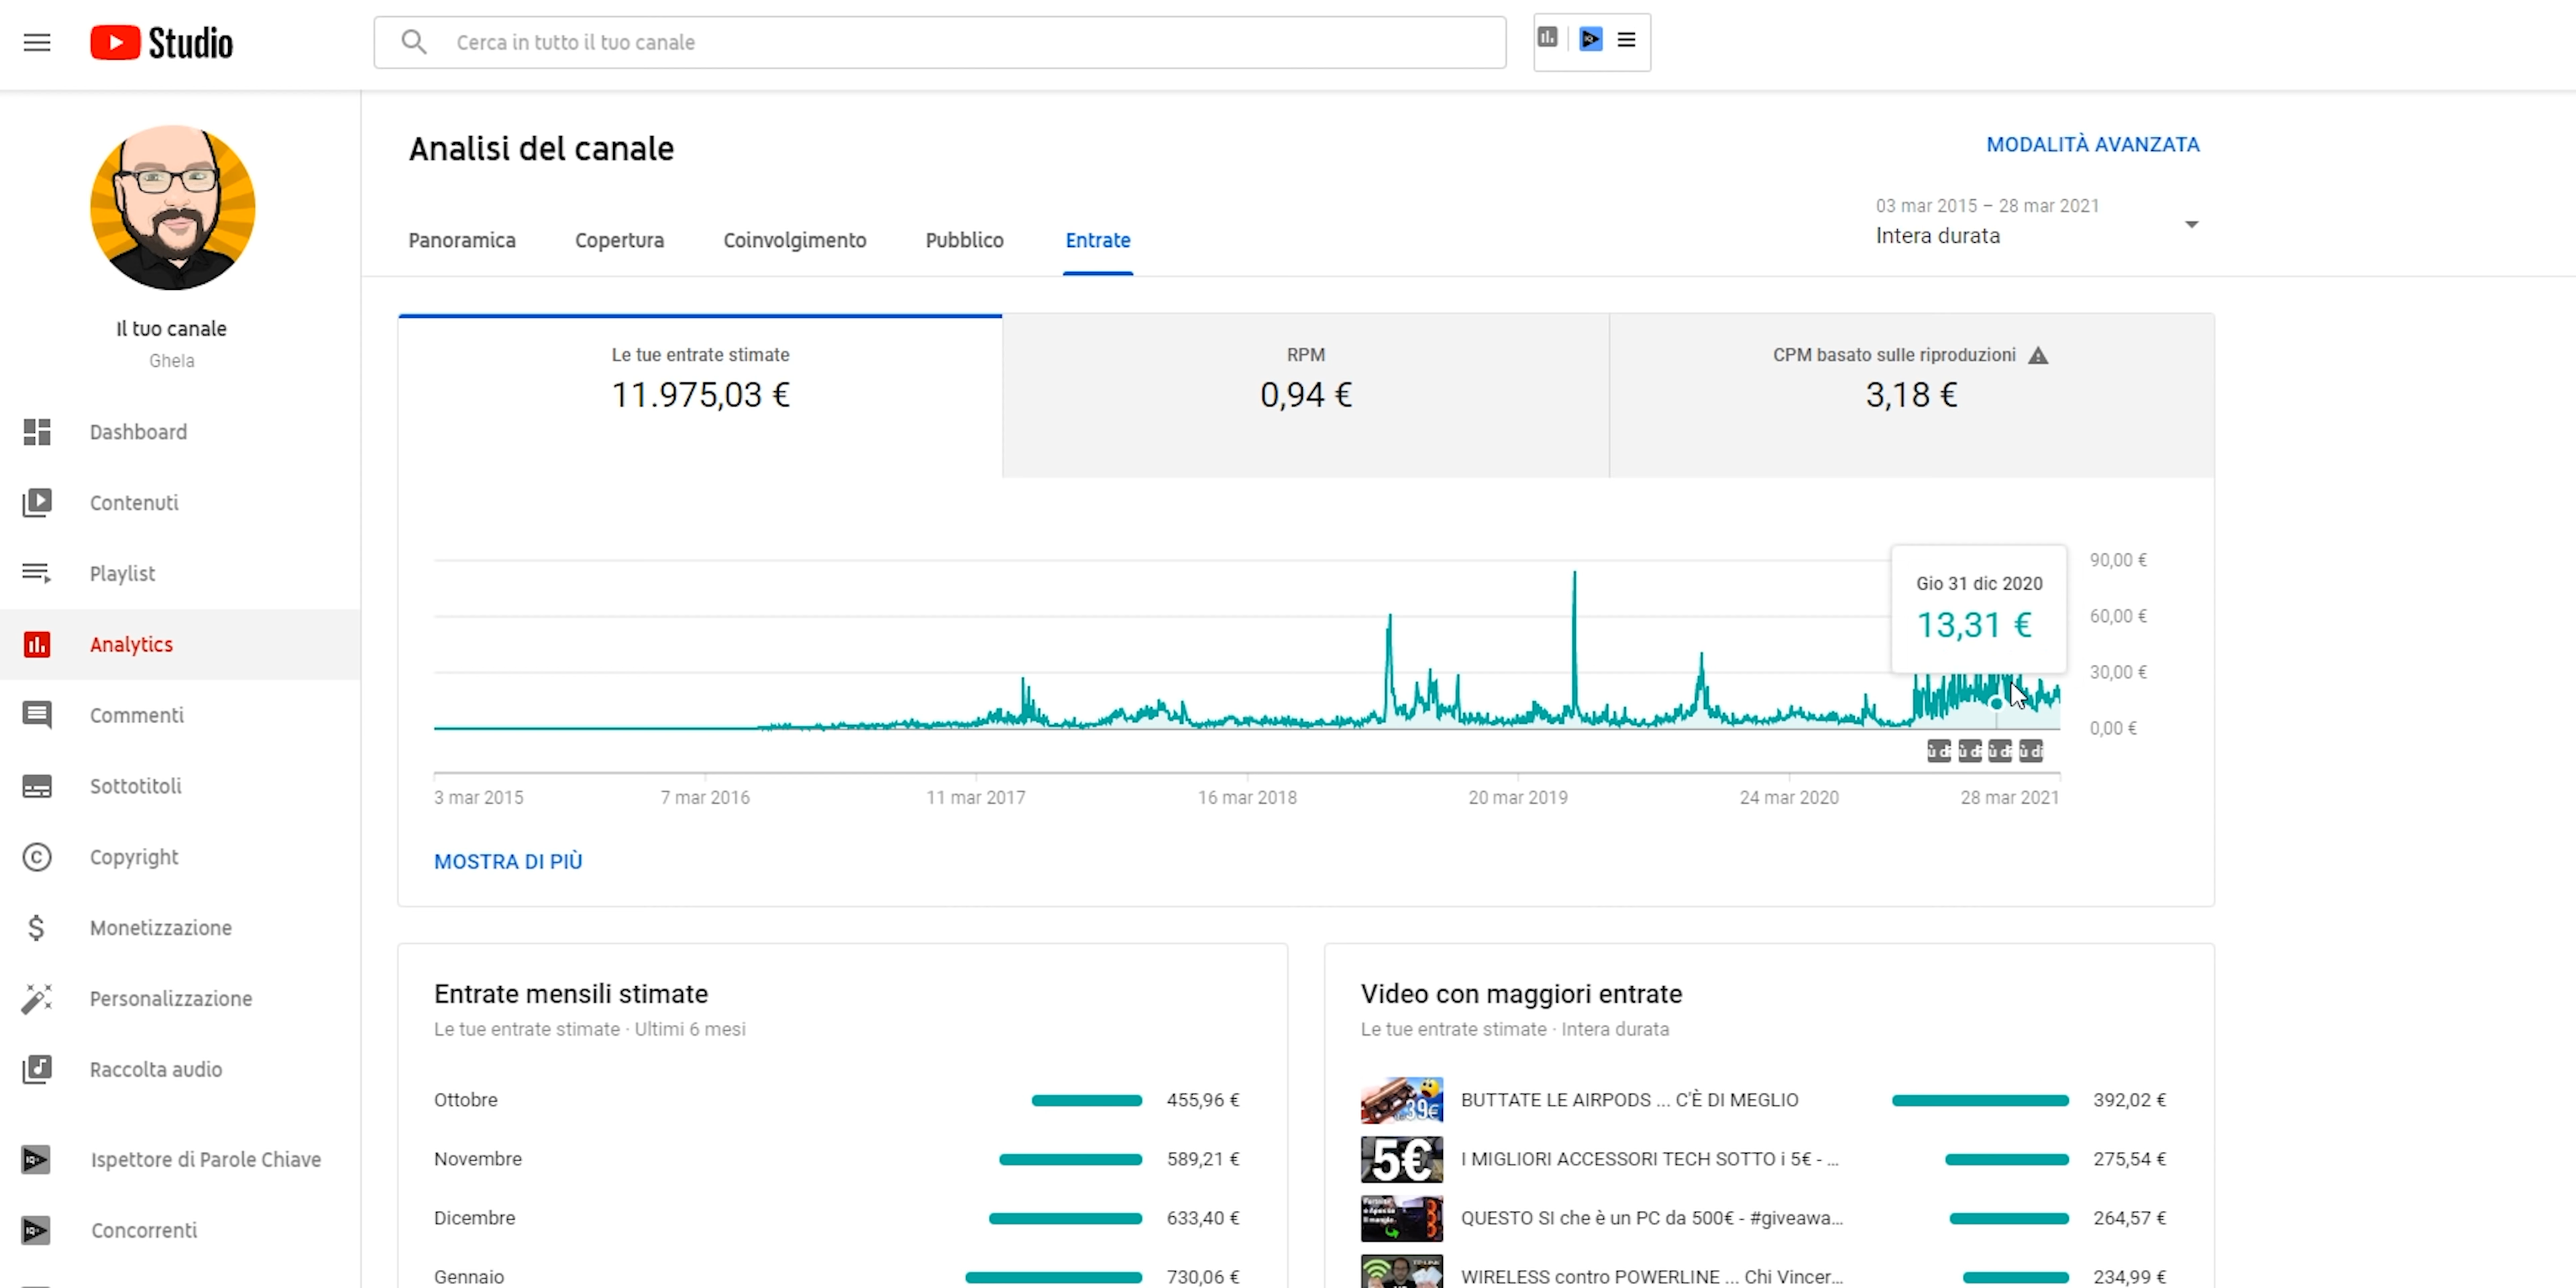 Studio
Cerca in tutto il tuo canale
Analisi del canale
MODALITÀ AVANZATA
03 mar 2015 – 28 mar 2021
Intera durata
Panoramica
Copertura
Coinvolgimento
Pubblico
Entrate
Il tuo canale
Ghela
Dashboard
Contenuti
Playlist
Analytics
Commenti
Sottotitoli
Copyright
Monetizzazione
Personalizzazione
Raccolta audio
Ispettore di Parole Chiave
Concorrenti
Le tue entrate stimate
11.975,03 €
RPM
0,94 €
CPM basato sulle riproduzioni
3,18 €
Gio 31 dic 2020
13,31 €
90,00 €
60,00 €
30,00 €
0,00 €
ù di ù di ù di ù di
3 mar 2015
7 mar 2016
11 mar 2017
16 mar 2018
20 mar 2019
24 mar 2020
28 mar 2021
MOSTRA DI PIÙ
Entrate mensili stimate
Le tue entrate stimate · Ultimi 6 mesi
Ottobre 455,96 €
Novembre 589,21 €
Dicembre 633,40 €
Gennaio 730,06 €
Video con maggiori entrate
Le tue entrate stimate · Intera durata
39€
BUTTATE LE AIRPODS ... C'È DI MEGLIO 392,02 €
5€
I MIGLIORI ACCESSORI TECH SOTTO i 5€ - ... 275,54 €
QUESTO SI che è un PC da 500€ - #giveawa... 264,57 €
WIRELESS contro POWERLINE ... Chi Vincer... 234,99 €